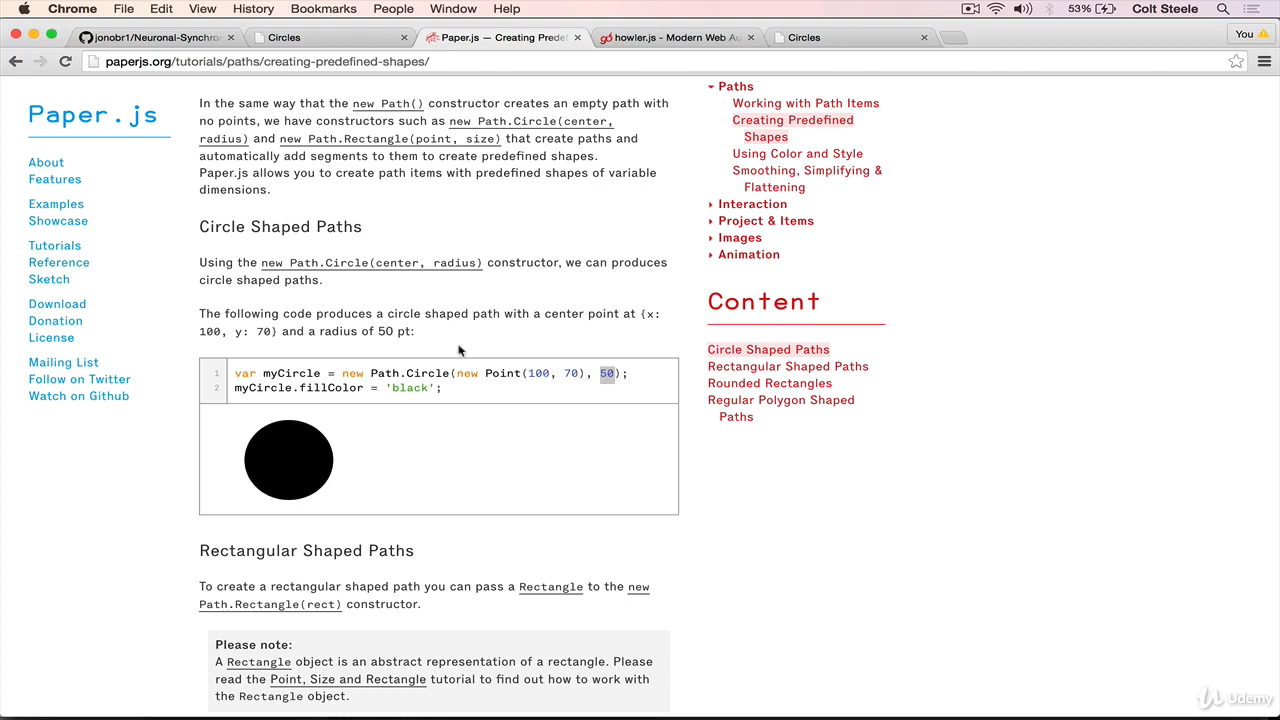 Chrome File Edit View History Bookmarks People Window Help 53% Colt Steele
jonobr1/Neuronal-Synchro Circles Paper.js — Creating Predef howler.js - Modern Web Au Circles You
paperjs.org/tutorials/paths/creating-predefined-shapes/
Paper.js
About
Features
Examples
Showcase
Tutorials
Reference
Sketch
Download
Donation
License
Mailing List
Follow on Twitter
Watch on Github
In the same way that the new Path() constructor creates an empty path with
no points, we have constructors such as new Path.Circle(center,
radius) and new Path.Rectangle(point, size) that create paths and
automatically add segments to them to create predefined shapes.
Paper.js allows you to create path items with predefined shapes of variable
dimensions.
Circle Shaped Paths
Using the new Path.Circle(center, radius) constructor, we can produces
circle shaped paths.
The following code produces a circle shaped path with a center point at {x:
100, y: 70} and a radius of 50 pt:
1 var myCircle = new Path.Circle(new Point(100, 70), 50);
2 myCircle.fillColor = 'black';
Rectangular Shaped Paths
To create a rectangular shaped path you can pass a Rectangle to the new
Path.Rectangle(rect) constructor.
Please note:
A Rectangle object is an abstract representation of a rectangle. Please
read the Point, Size and Rectangle tutorial to find out how to work with
the Rectangle object.
Paths
Working with Path Items
Creating Predefined
Shapes
Using Color and Style
Smoothing, Simplifying &
Flattening
Interaction
Project & Items
Images
Animation
Content
Circle Shaped Paths
Rectangular Shaped Paths
Rounded Rectangles
Regular Polygon Shaped
Paths
Udemy